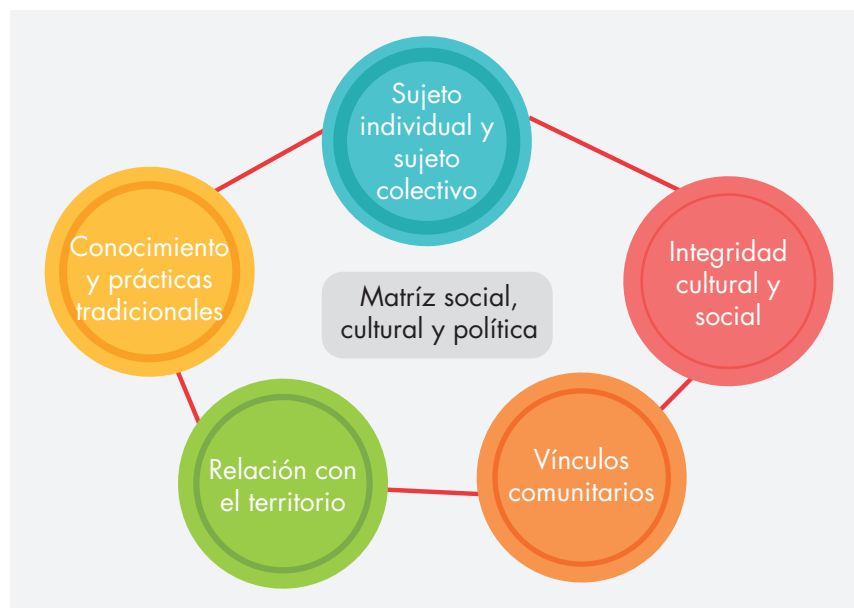 Sujeto
individual y
sujeto
colectivo
Conocimiento
y prácticas
tradicionales
Integridad
cultural y
social
Matríz social,
cultural y política
Relación con
el territorio
Vínculos
comunitarios